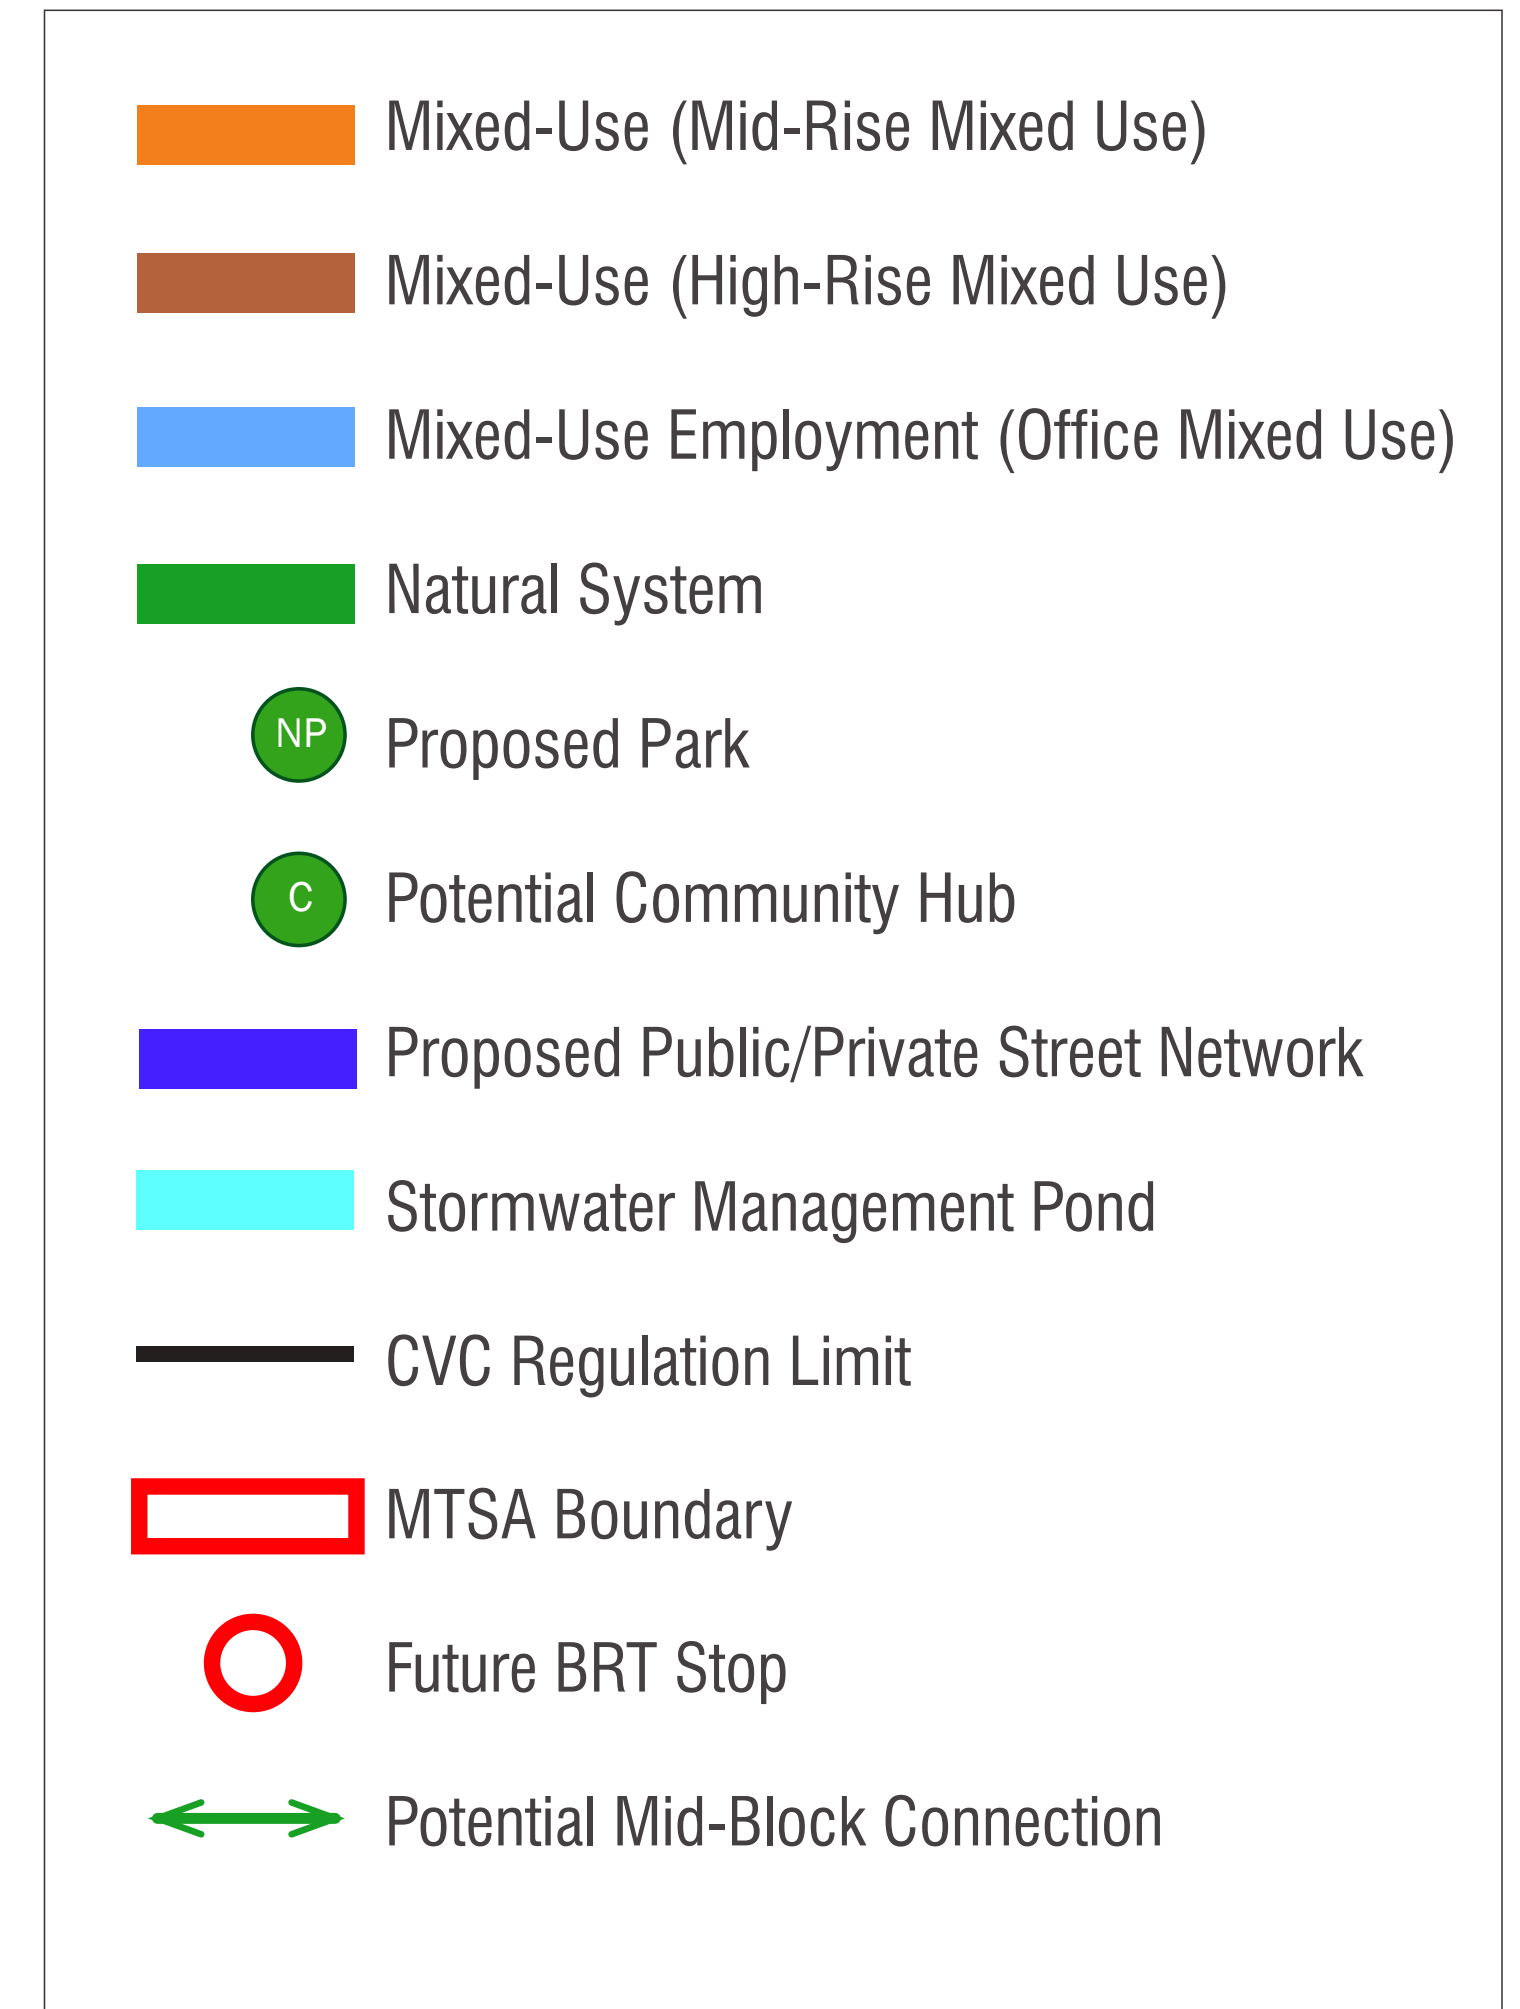 Mixed-Use (Mid-Rise Mixed Use)
Mixed-Use (High-Rise Mixed Use)
Mixed-Use Employment (Office Mixed Use)
Natural System
NP Proposed Park
C Potential Community Hub
Proposed Public/Private Street Network
Stormwater Management Pond
CVC Regulation Limit
MTSA Boundary
Future BRT Stop
Potential Mid-Block Connection